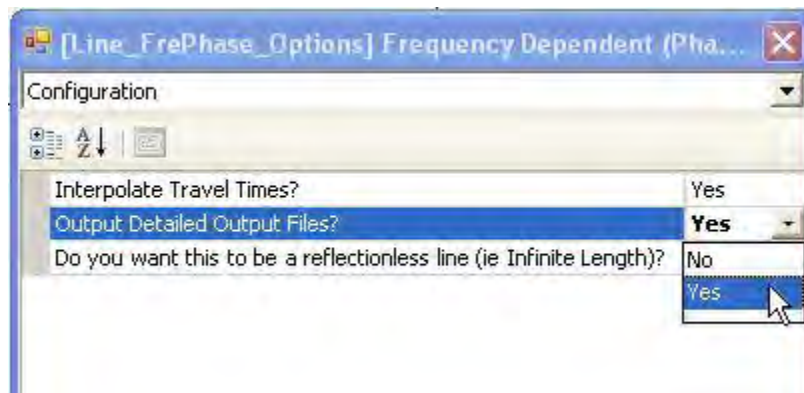 [Line_FrePhase_Options] Frequency Dependent (Pha...
Configuration
Interpolate Travel Times? Yes
Output Detailed Output Files? Yes
Do you want this to be a reflectionless line (ie Infinite Length)?
No
Yes